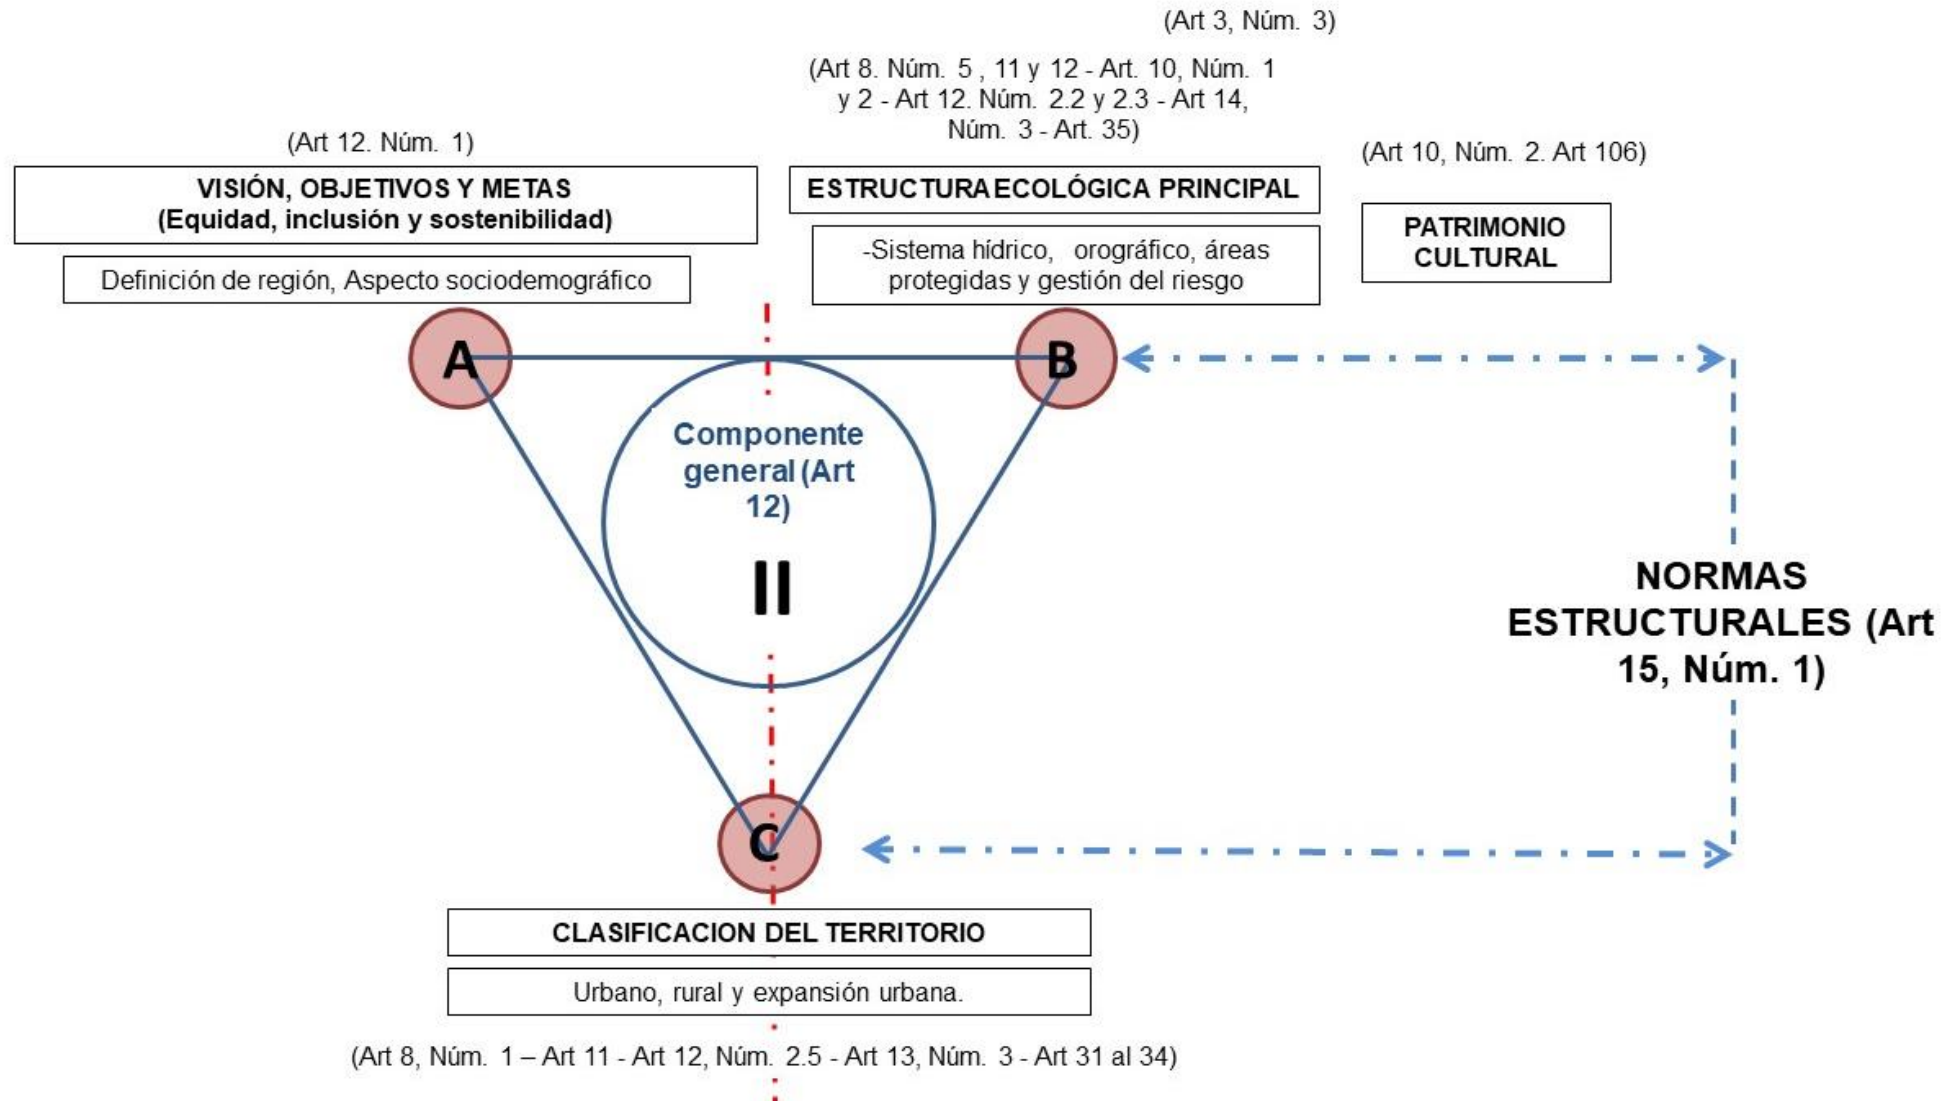 (Art 3, Núm. 3)
(Art 8. Núm. 5 , 11 y 12 - Art. 10, Núm. 1
y 2 - Art 12. Núm. 2.2 y 2.3 - Art 14,
Núm. 3 - Art. 35)
(Art 12. Núm. 1)
(Art 10, Núm. 2. Art 106)
VISIÓN, OBJETIVOS Y METAS
(Equidad, inclusión y sostenibilidad)
ESTRUCTURA ECOLÓGICA PRINCIPAL
PATRIMONIO
CULTURAL
Definición de región, Aspecto sociodemográfico
-Sistema hídrico, orográfico, áreas
protegidas y gestión del riesgo
A
B
Componente
general (Art
12)
II
NORMAS
ESTRUCTURALES (Art
15, Núm. 1)
C
CLASIFICACION DEL TERRITORIO
Urbano, rural y expansión urbana.
(Art 8, Núm. 1 – Art 11 - Art 12, Núm. 2.5 - Art 13, Núm. 3 - Art 31 al 34)